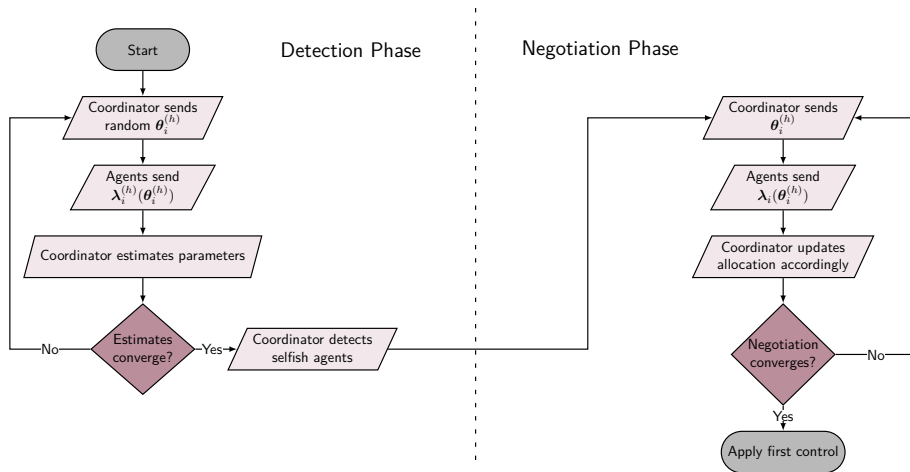 Start
Detection Phase
Coordinator sends
random θ_i^(h)
Agents send
λ_i^(h)(θ_i^(h))
Coordinator estimates parameters
Estimates
converge?
No
Yes
Coordinator detects
selfish agents
Negotiation Phase
Coordinator sends
θ_i^(h)
Agents send
λ_i(θ_i^(h))
Coordinator updates
allocation accordingly
Negotiation
converges?
No
Yes
Apply first control